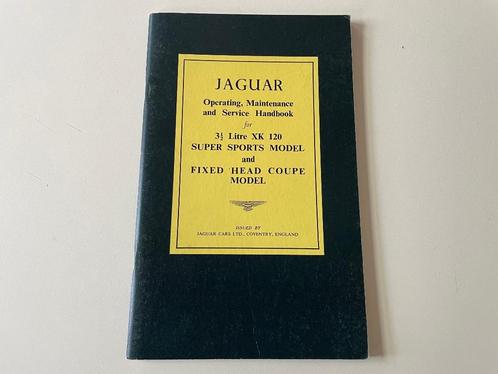 JAGUAR
Operating, Maintenance
and Service Handbook
for
3½ Litre XK 120
SUPER SPORTS MODEL
and
FIXED HEAD COUPE
MODEL
ISSUED BY
JAGUAR CARS LTD., COVENTRY, ENGLAND